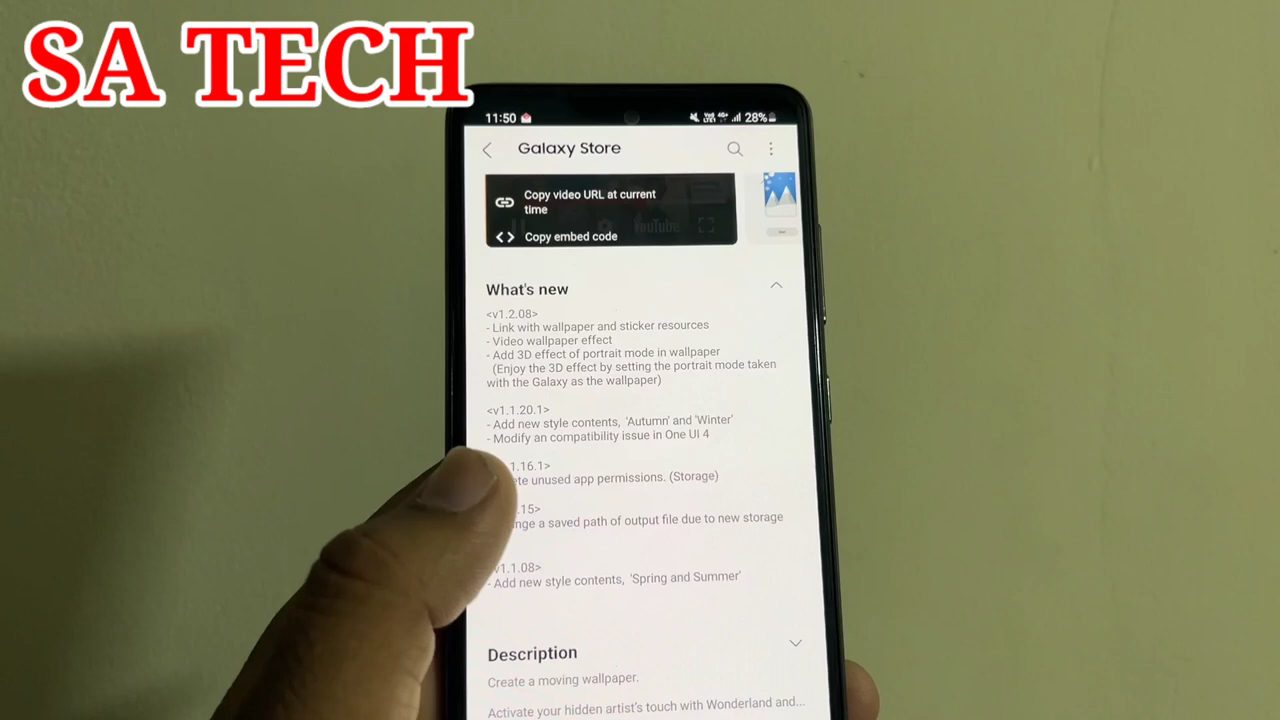 SA TECH
11:50 28%
Galaxy Store
Copy video URL at current
time
YouTube
Copy embed code
What's new
<v1.2.08>
- Link with wallpaper and sticker resources
- Video wallpaper effect
- Add 3D effect of portrait mode in wallpaper
(Enjoy the 3D effect by setting the portrait mode taken
with the Galaxy as the wallpaper)
<v1.1.20.1>
- Add new style contents, 'Autumn' and 'Winter'
- Modify an compatibility issue in One UI 4
1.16.1>
unused app permissions. (Storage)
.15>
a saved path of output file due to new storage
v1.1.08>
- Add new style contents, 'Spring and Summer'
Description
Create a moving wallpaper.
Activate your hidden artist's touch with Wonderland and...